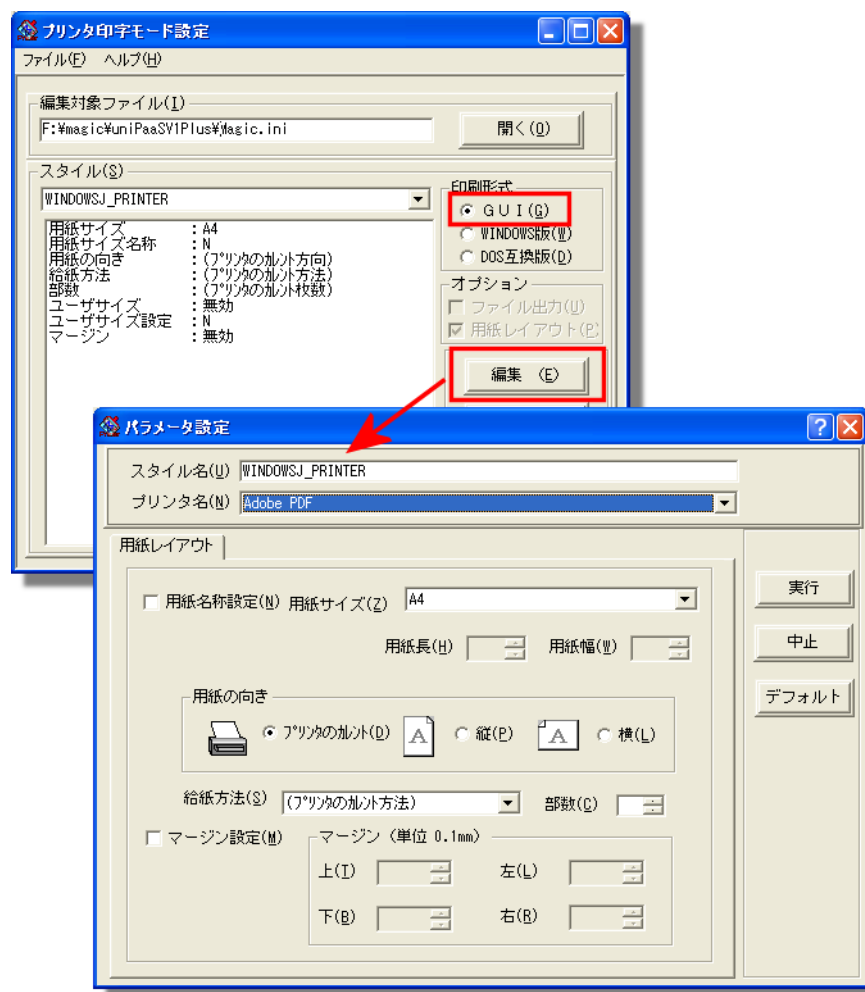 プリンタ印字モード設定
ファイル(F) ヘルプ(H)
編集対象ファイル(I)
F:¥magic¥uniPaaSV1Plus¥Magic.ini
開く(O)
スタイル(S)
WINDOWSJ_PRINTER
用紙サイズ : A4
用紙サイズ名称 : N
用紙の向き : (プリンタのカレント方向)
給紙方法 : (プリンタのカレント方法)
部数 : (プリンタのカレント枚数)
ユーザサイズ : 無効
ユーザサイズ設定 : N
マージン : 無効
印刷形式
GUI(G)
WINDOWS版(W)
DOS互換版(D)
オプション
ファイル出力(U)
用紙レイアウト(P)
編集 (E)
パラメータ設定
スタイル名(U) WINDOWSJ_PRINTER
プリンタ名(N) Adobe PDF
用紙レイアウト
用紙名称設定(N) 用紙サイズ(Z) A4
用紙長(H) 用紙幅(W)
用紙の向き
プリンタのカレント(D) A 縦(P) A 横(L)
給紙方法(S) (プリンタのカレント方法) 部数(C)
マージン設定(M) マージン (単位 0.1mm)
上(T) 左(L)
下(B) 右(R)
実行
中止
デフォルト